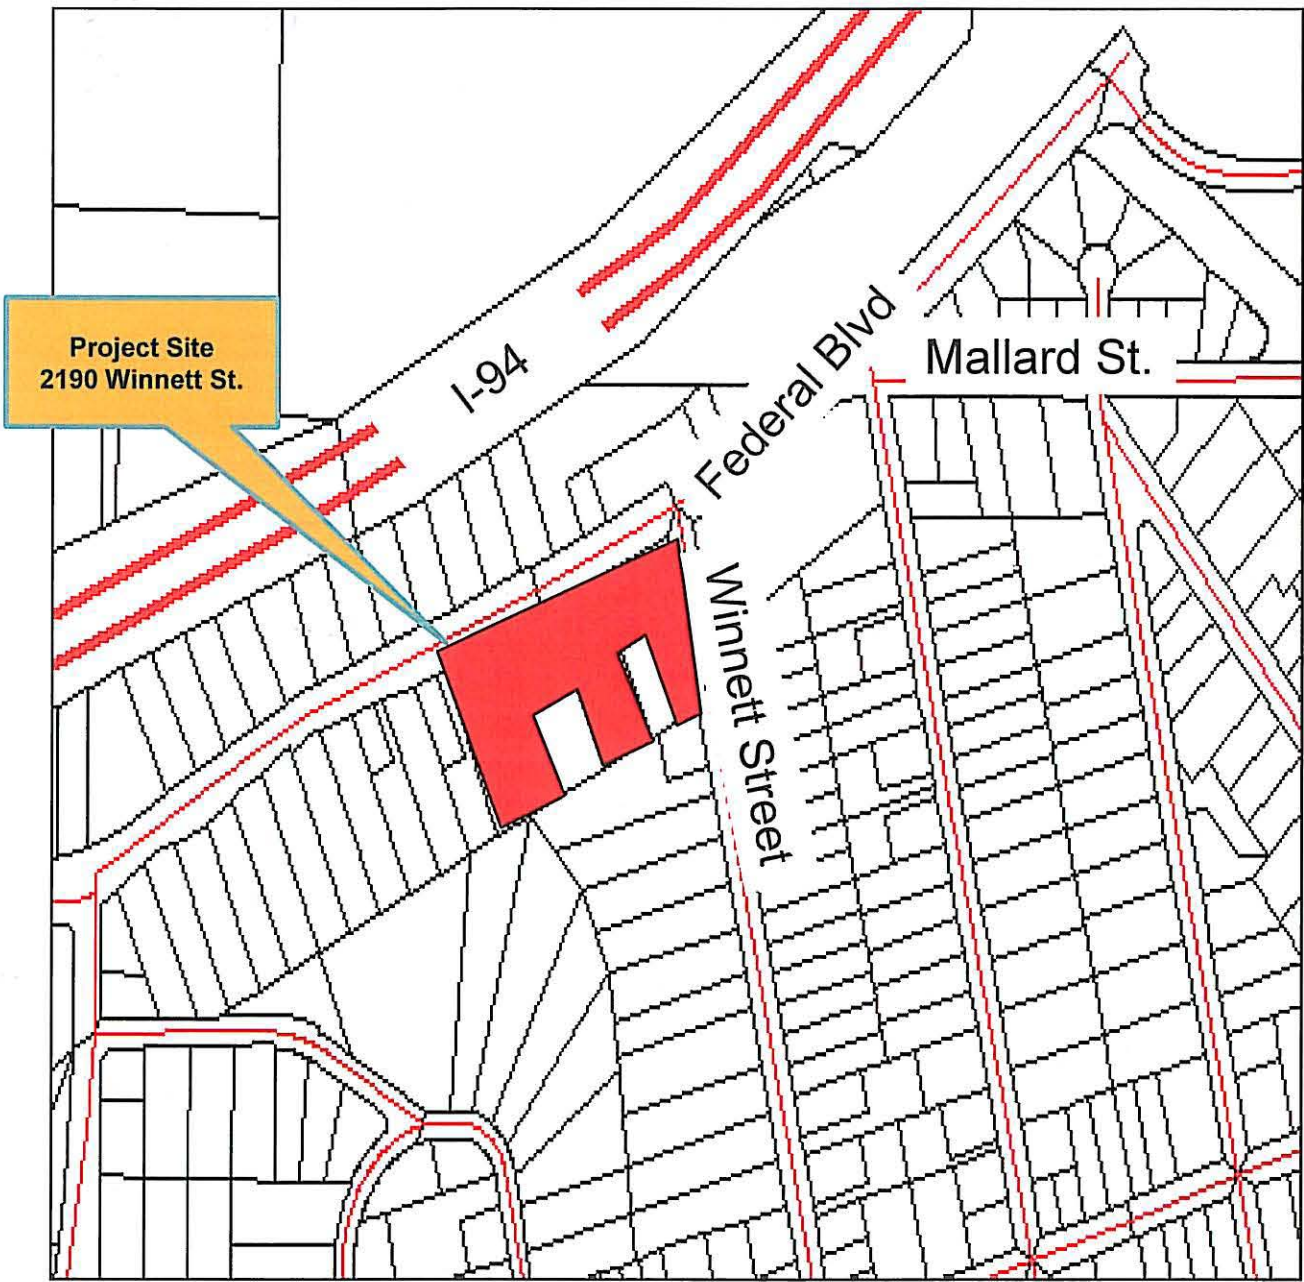 Project Site
2190 Winnett St.
I-94
Federal Blvd
Mallard St.
Winnett Street